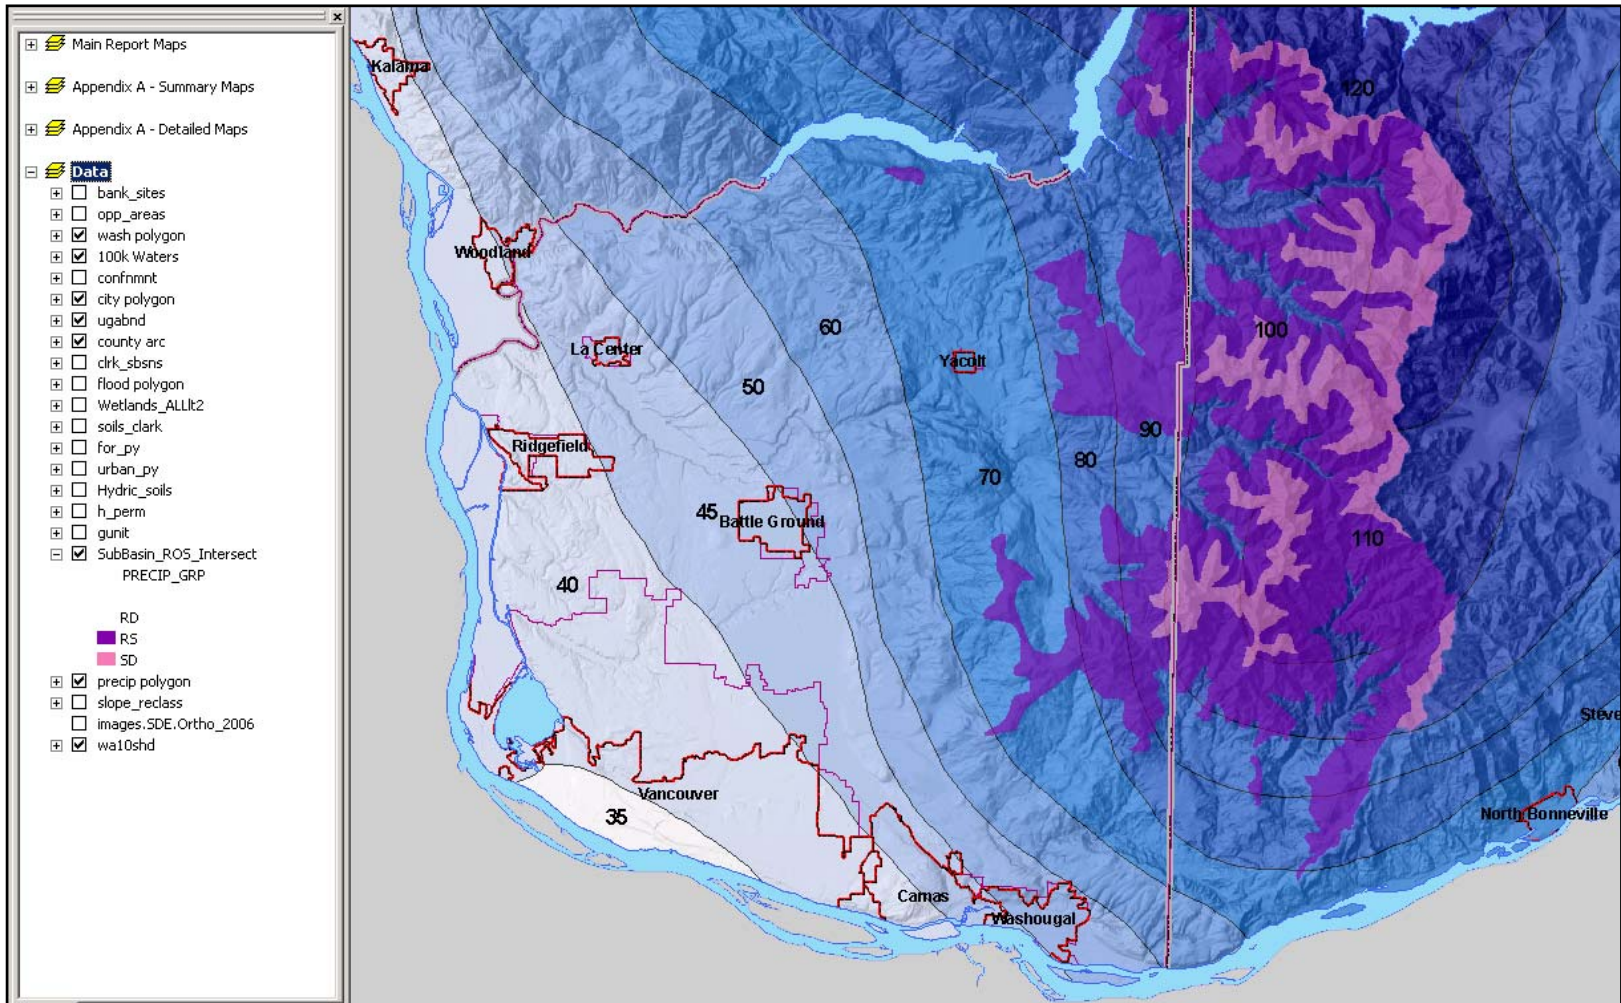 Main Report Maps
Appendix A - Summary Maps
Appendix A - Detailed Maps
Data
bank_sites
opp_areas
wash polygon
100k Waters
confnmnt
city polygon
ugabnd
county arc
clrk_sbsns
flood polygon
Wetlands_ALLlt2
soils_clark
for_py
urban_py
Hydric_soils
h_perm
gunit
SubBasin_ROS_Intersect
PRECIP_GRP
RD
RS
SD
precip polygon
slope_reclass
images.SDE.Ortho_2006
wa10shd
Kalama
120
Woodland
60
100
La Center
Yacolt
50
90
Ridgefield
80
70
45
Battle Ground
110
40
Steve
Vancouver
35
North Bonneville
Camas
Washougal